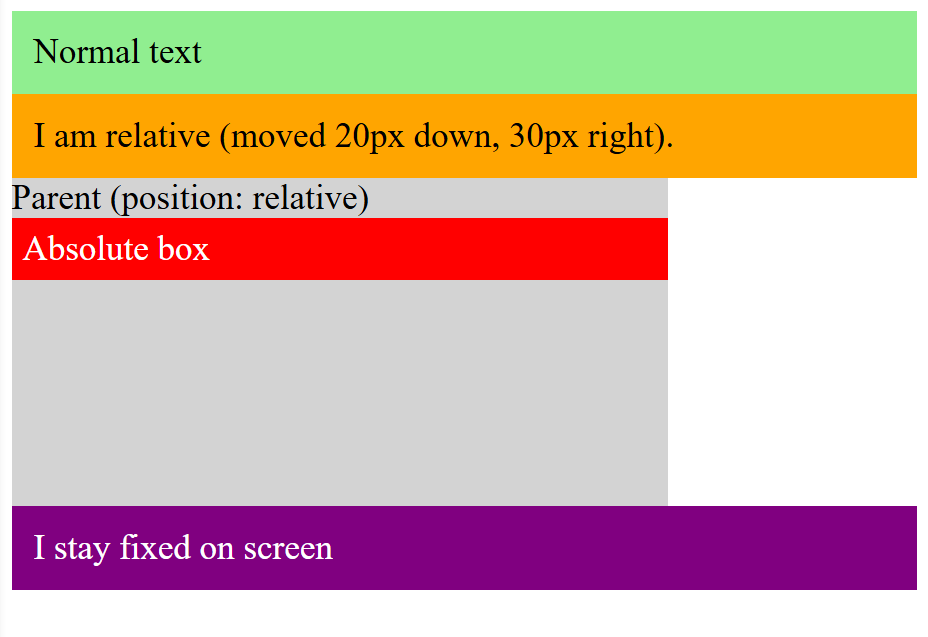 Normal text
I am relative (moved 20px down, 30px right).
Parent (position: relative)
Absolute box
I stay fixed on screen